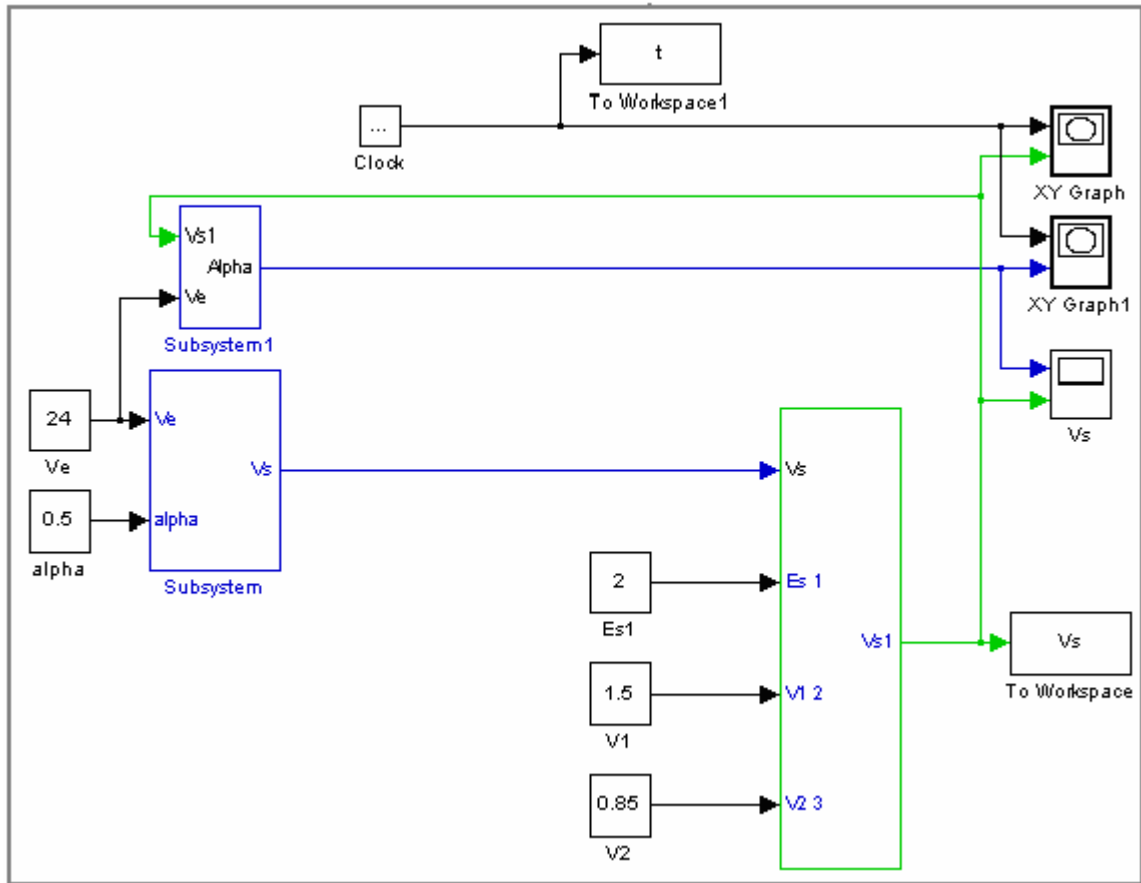 t
To Workspace1
...
Clock
XY Graph
Vs1
Alpha
Ve
Subsystem1
XY Graph1
24
Ve
Ve
Vs
alpha
Subsystem
0.5
alpha
Vs
Vs
2
Es1
Es 1
Vs1
Vs
To Workspace
1.5
V1
V1 2
0.85
V2
V2 3